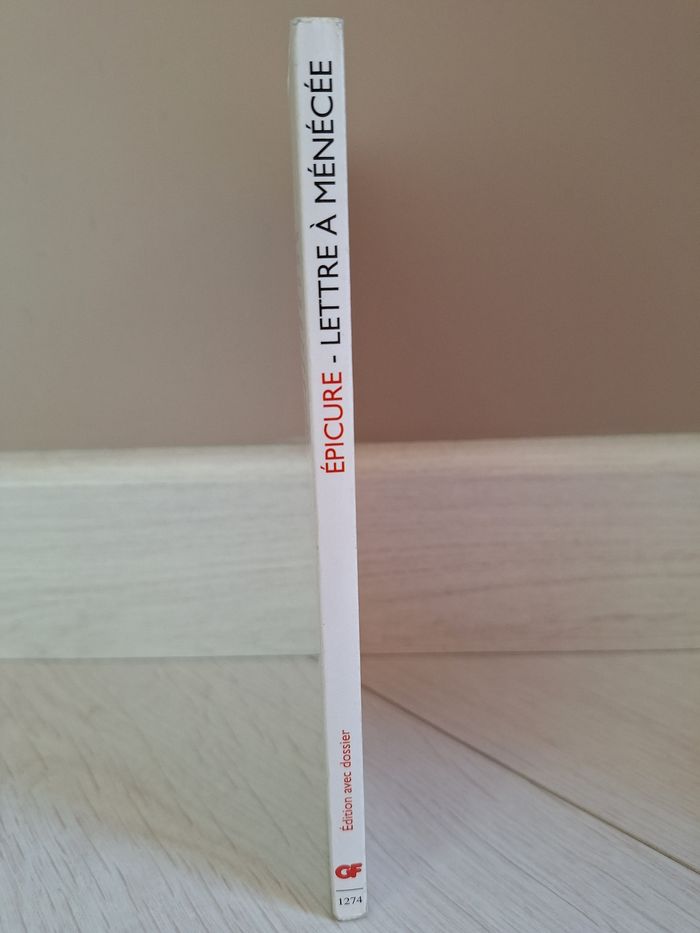 ÉPICURE - LETTRE À MÉNÉCÉE
Édition avec dossier
GF
1274